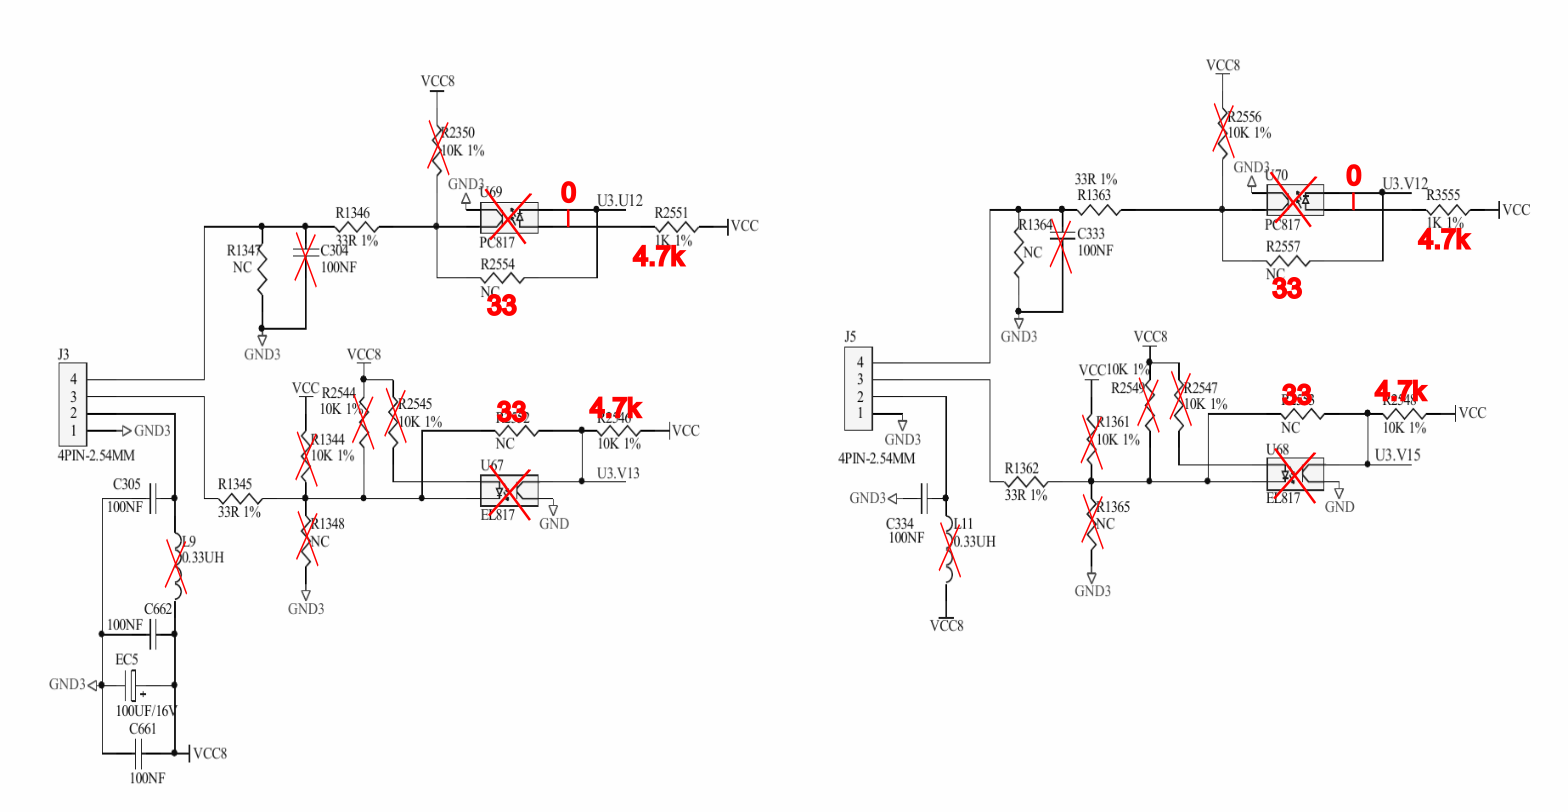 VCC8
R2350
10K 1%
GND3
U69
0
U3.U12
R1346
33R 1%
R2551
1K 1%
VCC
4.7k
PC817
R1347
NC
C304
100NF
R2554
NC
33
GND3
J3
4
3
2
1
GND3
4PIN-2.54MM
VCC8
VCC
R2544
10K 1%
R2545
10K 1%
33
NC
4.7k
10K 1%
VCC
R1344
10K 1%
U67
U3.V13
EL817
GND
R1345
33R 1%
R1348
NC
GND3
C305
100NF
L9
0.33UH
C662
100NF
EC5
GND3
+
100UF/16V
C661
VCC8
100NF
VCC8
R2556
10K 1%
GND3
U70
0
U3.V12
33R 1%
R1363
R3555
1K 1%
VCC
4.7k
PC817
R1364
NC
C333
100NF
R2557
NC
33
GND3
J5
4
3
2
1
GND3
4PIN-2.54MM
VCC8
VCC
10K 1%
R2549
R2547
10K 1%
33
NC
4.7k
R2548
10K 1%
VCC
R1361
10K 1%
U68
U3.V15
EL817
GND
R1362
33R 1%
R1365
NC
GND3
GND3
C334
100NF
L11
0.33UH
VCC8